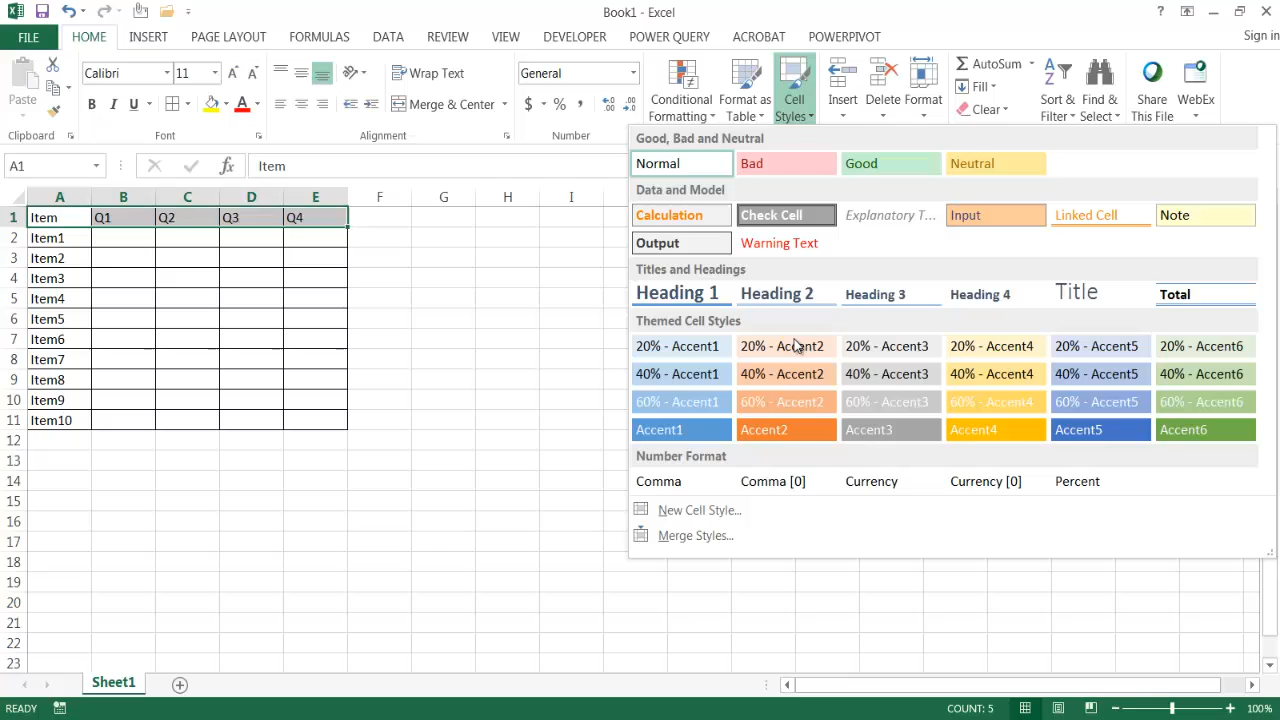 Book1 - Excel
Sign in
FILE HOME INSERT PAGE LAYOUT FORMULAS DATA REVIEW VIEW DEVELOPER POWER QUERY ACROBAT POWERPIVOT
Paste
Calibri 11
B I U
Wrap Text
Merge & Center
General
$ % ,
Conditional Formatting
Format as Table
Cell Styles
Insert
Delete
Format
AutoSum
Fill
Clear
Sort & Filter
Find & Select
Share This File
WebEx
Clipboard Font Alignment Number
A1 fx Item
A B C D E F G H I
1 Item Q1 Q2 Q3 Q4
2 Item1
3 Item2
4 Item3
5 Item4
6 Item5
7 Item6
8 Item7
9 Item8
10 Item9
11 Item10
12
13
14
15
16
17
18
19
20
21
22
23
Good, Bad and Neutral
Normal Bad Good Neutral
Data and Model
Calculation Check Cell Explanatory T... Input Linked Cell Note
Output Warning Text
Titles and Headings
Heading 1 Heading 2 Heading 3 Heading 4 Title Total
Themed Cell Styles
20% - Accent1 20% - Accent2 20% - Accent3 20% - Accent4 20% - Accent5 20% - Accent6
40% - Accent1 40% - Accent2 40% - Accent3 40% - Accent4 40% - Accent5 40% - Accent6
60% - Accent1 60% - Accent2 60% - Accent3 60% - Accent4 60% - Accent5 60% - Accent6
Accent1 Accent2 Accent3 Accent4 Accent5 Accent6
Number Format
Comma Comma [0] Currency Currency [0] Percent
New Cell Style...
Merge Styles...
Sheet1
READY COUNT: 5 100%